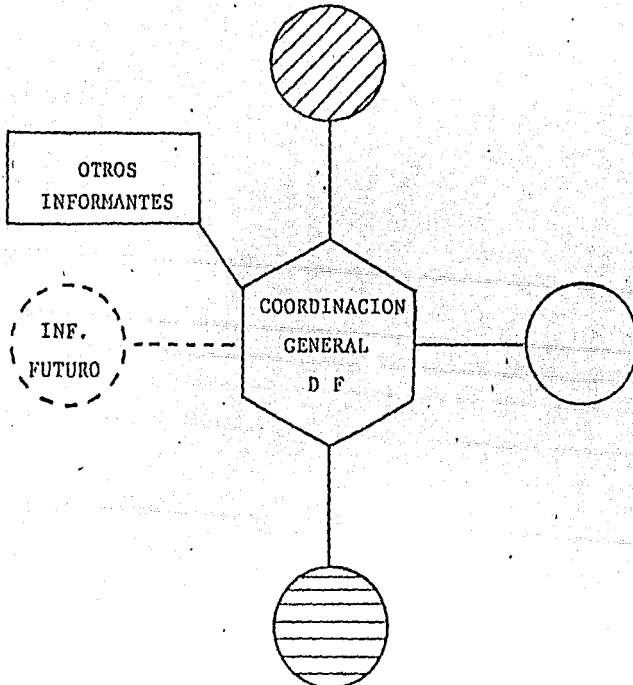 OTROS
INFORMANTES
COORDINACION
GENERAL
D F
INF.
FUTURO